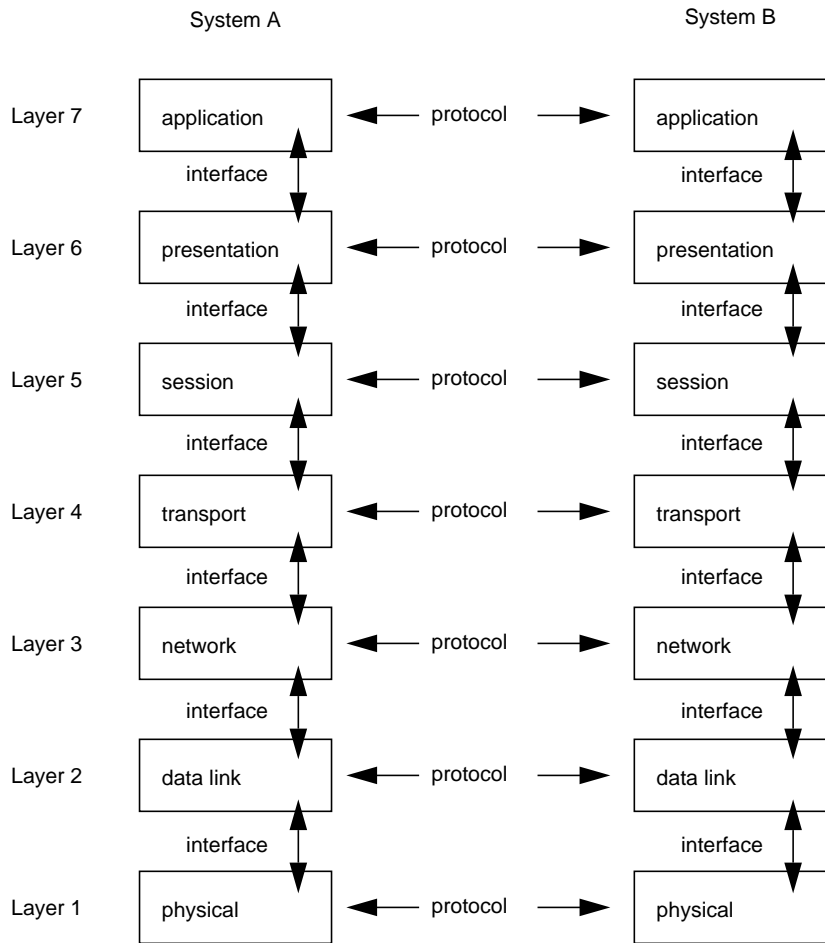 System A System B
Layer 7 application protocol application
interface interface
Layer 6 presentation protocol presentation
interface interface
Layer 5 session protocol session
interface interface
Layer 4 transport protocol transport
interface interface
Layer 3 network protocol network
interface interface
Layer 2 data link protocol data link
interface interface
Layer 1 physical protocol physical